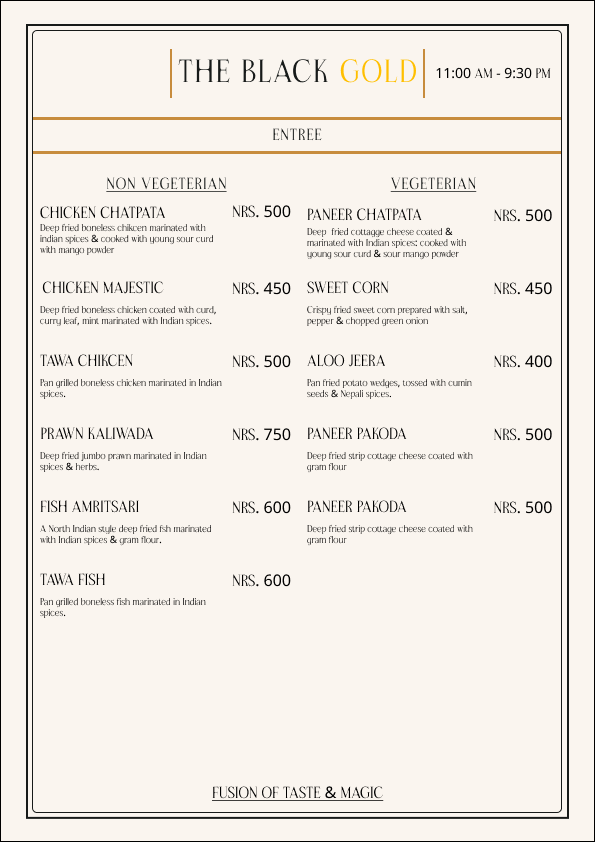 THE BLACK GOLD
11:00 AM - 9:30 PM
ENTREE
NON VEGETERIAN
CHICKEN CHATPATA NRS. 500
Deep fried boneless chikcen marinated with
indian spices & cooked with young sour curd
with mango powder
CHICKEN MAJESTIC NRS. 450
Deep fried boneless chicken coated with curd,
curry leaf, mint marinated with Indian spices.
TAWA CHIKCEN NRS. 500
Pan grilled boneless chicken marinated in Indian
spices.
PRAWN KALIWADA NRS. 750
Deep fried jumbo prawn marinated in Indian
spices & herbs.
FISH AMRITSARI NRS. 600
A North Indian style deep fried fsh marinated
with Indian spices & gram flour.
TAWA FISH NRS. 600
Pan grilled boneless fish marinated in Indian
spices.
VEGETERIAN
PANEER CHATPATA NRS. 500
Deep fried cottagge cheese coated &
marinated with Indian spices: cooked with
young sour curd & sour mango powder
SWEET CORN NRS. 450
Crispy fried sweet corn prepared with salt,
pepper & chopped green onion
ALOO JEERA NRS. 400
Pan fried potato wedges, tossed with cumin
seeds & Nepali spices.
PANEER PAKODA NRS. 500
Deep fried strip cottage cheese coated with
gram flour
PANEER PAKODA NRS. 500
Deep fried strip cottage cheese coated with
gram flour
FUSION OF TASTE & MAGIC